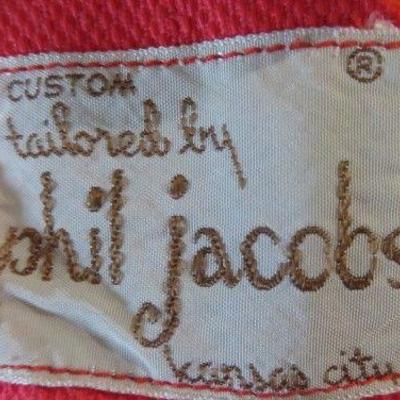 CUSTOM ®
tailored by
phil jacobs
kansas city